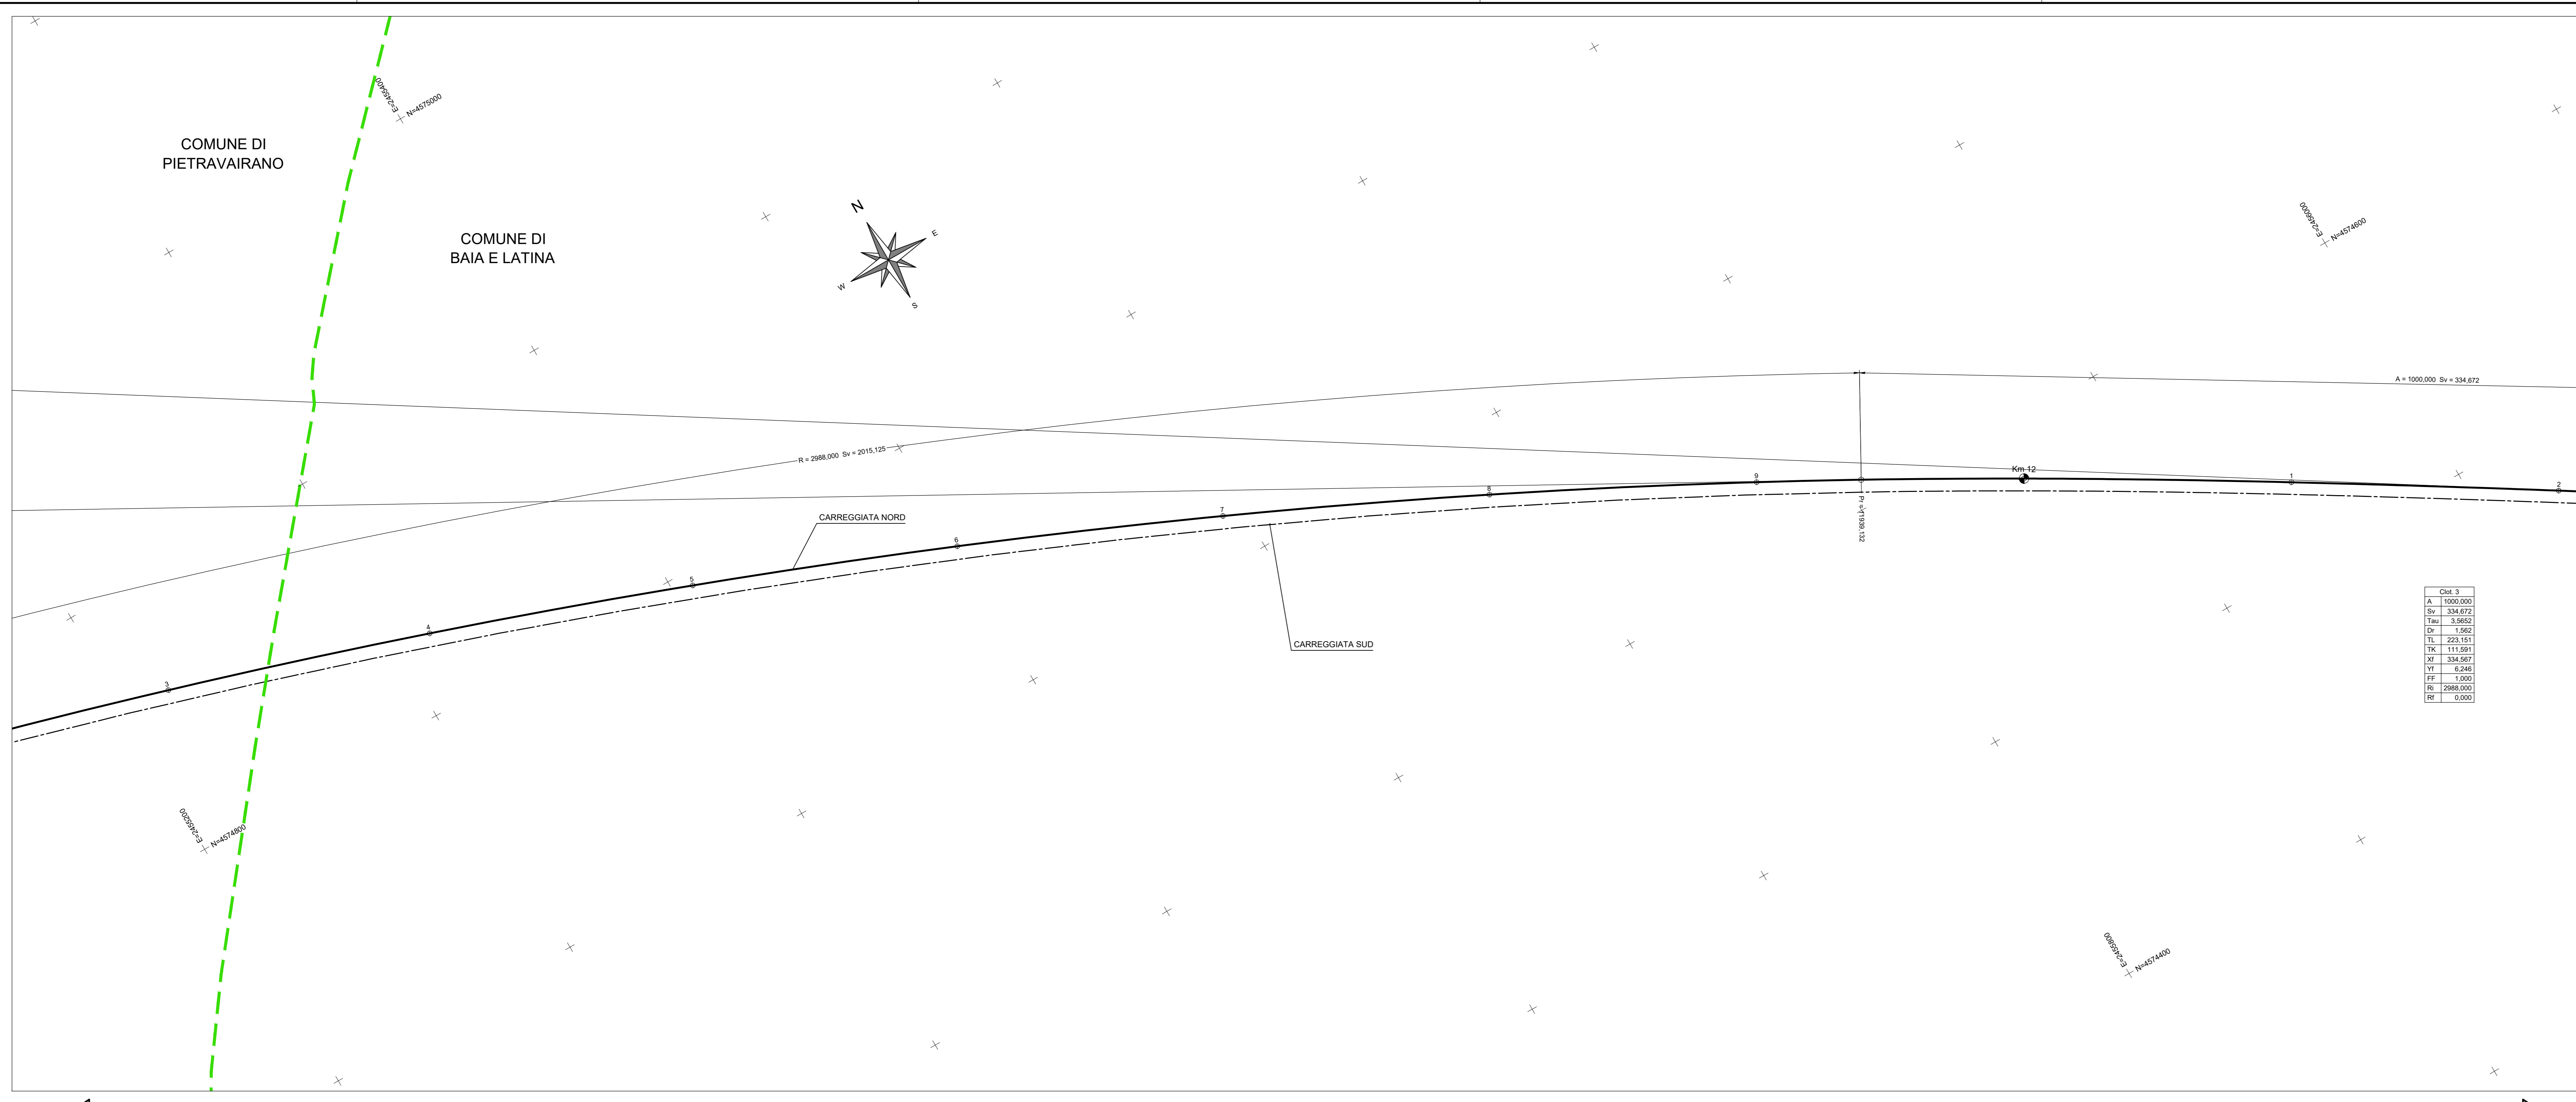 E=2455400
N=4575000
COMUNE DI
PIETRAVAIRANO
COMUNE DI
BAIA E LATINA
N
E
W
S
E=2456000
N=4574600
A = 1000,000 Sv = 334,672
R = 2988,000 Sv = 2015,125
CARREGGIATA NORD
CARREGGIATA SUD
3
4
5
6
7
8
9
Km 12
1
2
Pr = 11939,132
Clot. 3
A 1000,000
Sv 334,672
Tau 3,5652
Dr 1,562
TL 223,151
TK 111,591
Xf 334,567
Yf 6,246
FF 1,000
Ri 2988,000
Rf 0,000
E=2455200
N=4574800
E=2455800
N=4574400